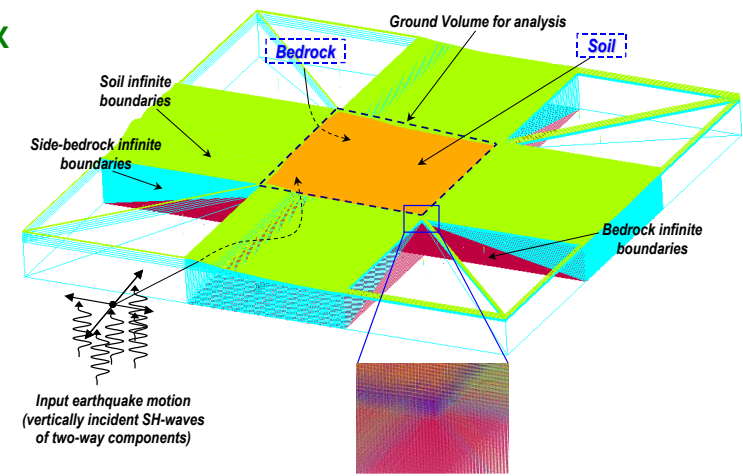 X
Ground Volume for analysis
Bedrock
Soil
Soil infinite
boundaries
Side-bedrock infinite
boundaries
Bedrock infinite
boundaries
Input earthquake motion
(vertically incident SH-waves
of two-way components)